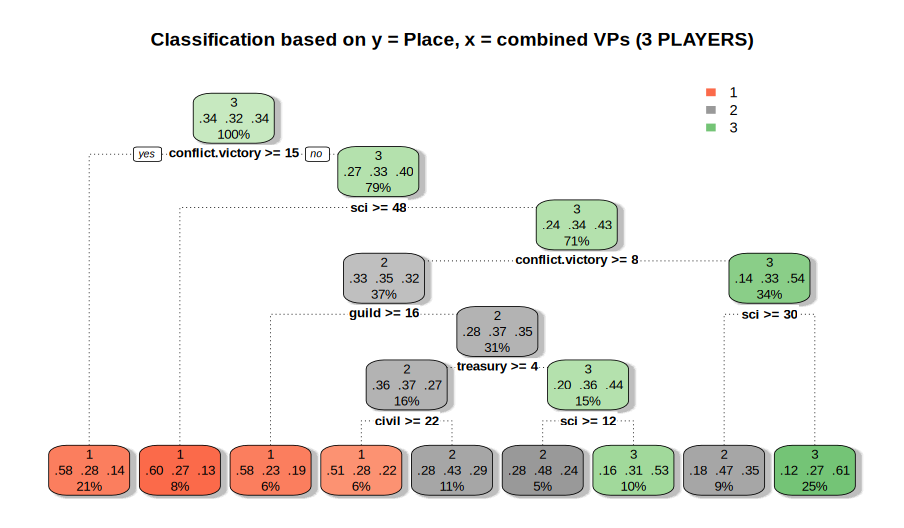 Classification based on y = Place, x = combined VPs (3 PLAYERS)
1
2
3
3
.34 .32 .34
100%
yes conflict.victory >= 15 no
3
.27 .33 .40
79%
sci >= 48
3
.24 .34 .43
71%
conflict.victory >= 8
2
.33 .35 .32
37%
guild >= 16
3
.14 .33 .54
34%
sci >= 30
2
.28 .37 .35
31%
treasury >= 4
2
.36 .37 .27
16%
civil >= 22
3
.20 .36 .44
15%
sci >= 12
1
.58 .28 .14
21%
1
.60 .27 .13
8%
1
.58 .23 .19
6%
1
.51 .28 .22
6%
2
.28 .43 .29
11%
2
.28 .48 .24
5%
3
.16 .31 .53
10%
2
.18 .47 .35
9%
3
.12 .27 .61
25%